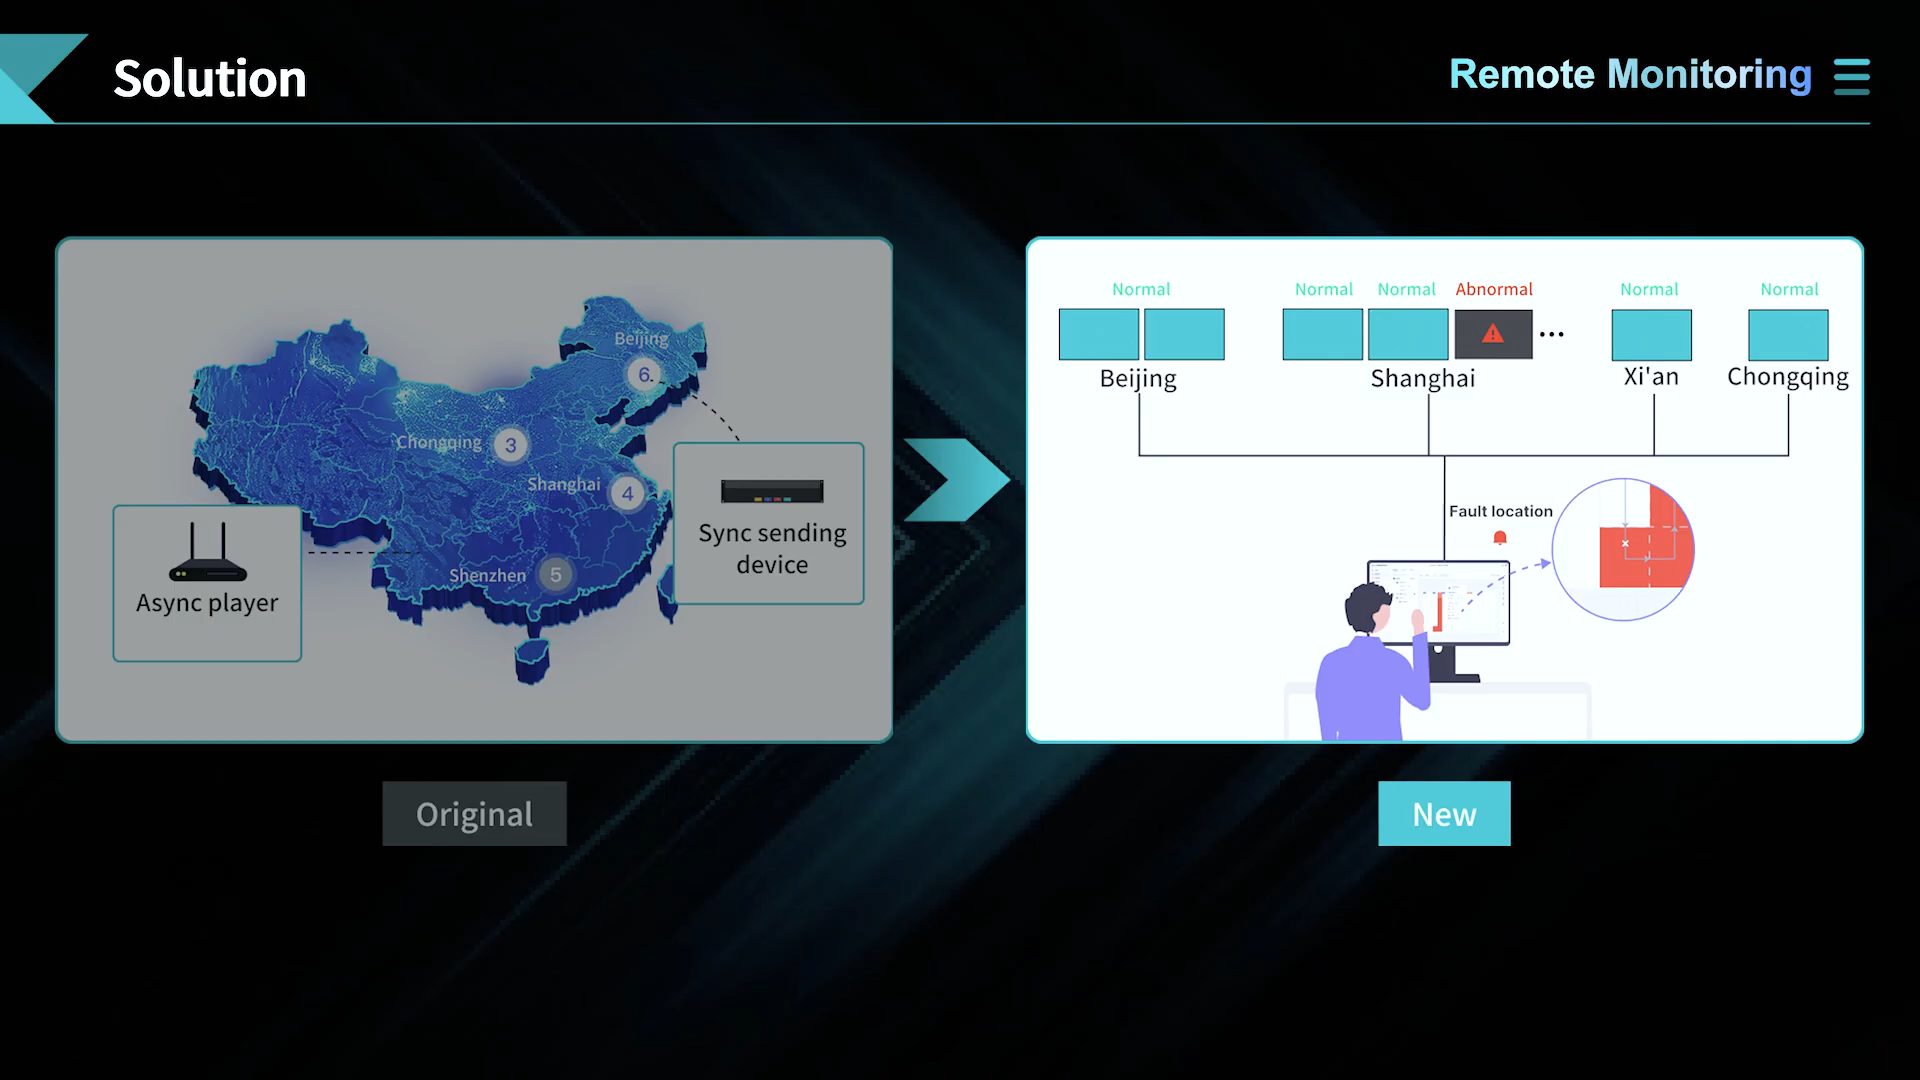 Solution
Remote Monitoring
Beijing
6
Chongqing
3
Shanghai
4
Shenzhen
5
Async player
Sync sending
device
Original
Normal
Normal
Normal
Abnormal
Normal
Normal
...
Beijing
Shanghai
Xi'an
Chongqing
Fault location
New